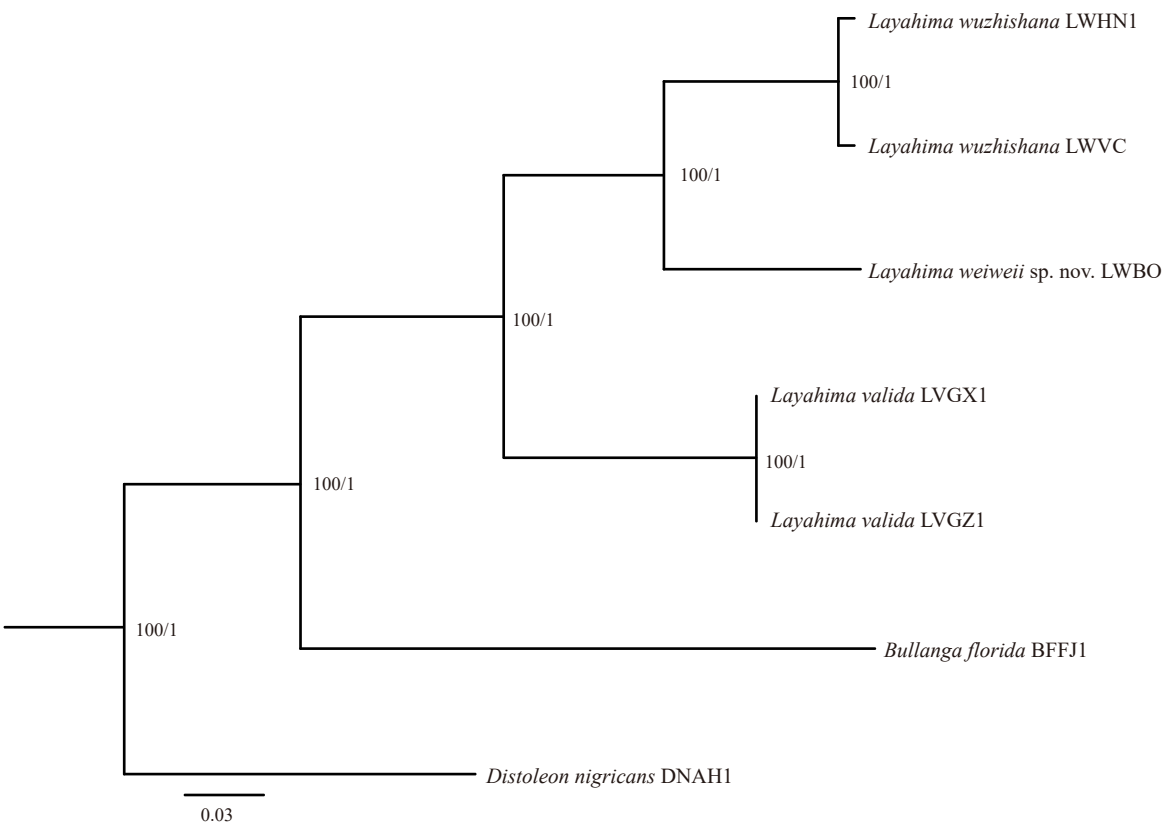 Layahima wuzhishana LWHN1
100/1
Layahima wuzhishana LWVC
100/1
Layahima weiweii sp. nov. LWBO
100/1
Layahima valida LVGX1
100/1
100/1
Layahima valida LVGZ1
100/1
Bullanga florida BFFJ1
Distoleon nigricans DNAH1
0.03